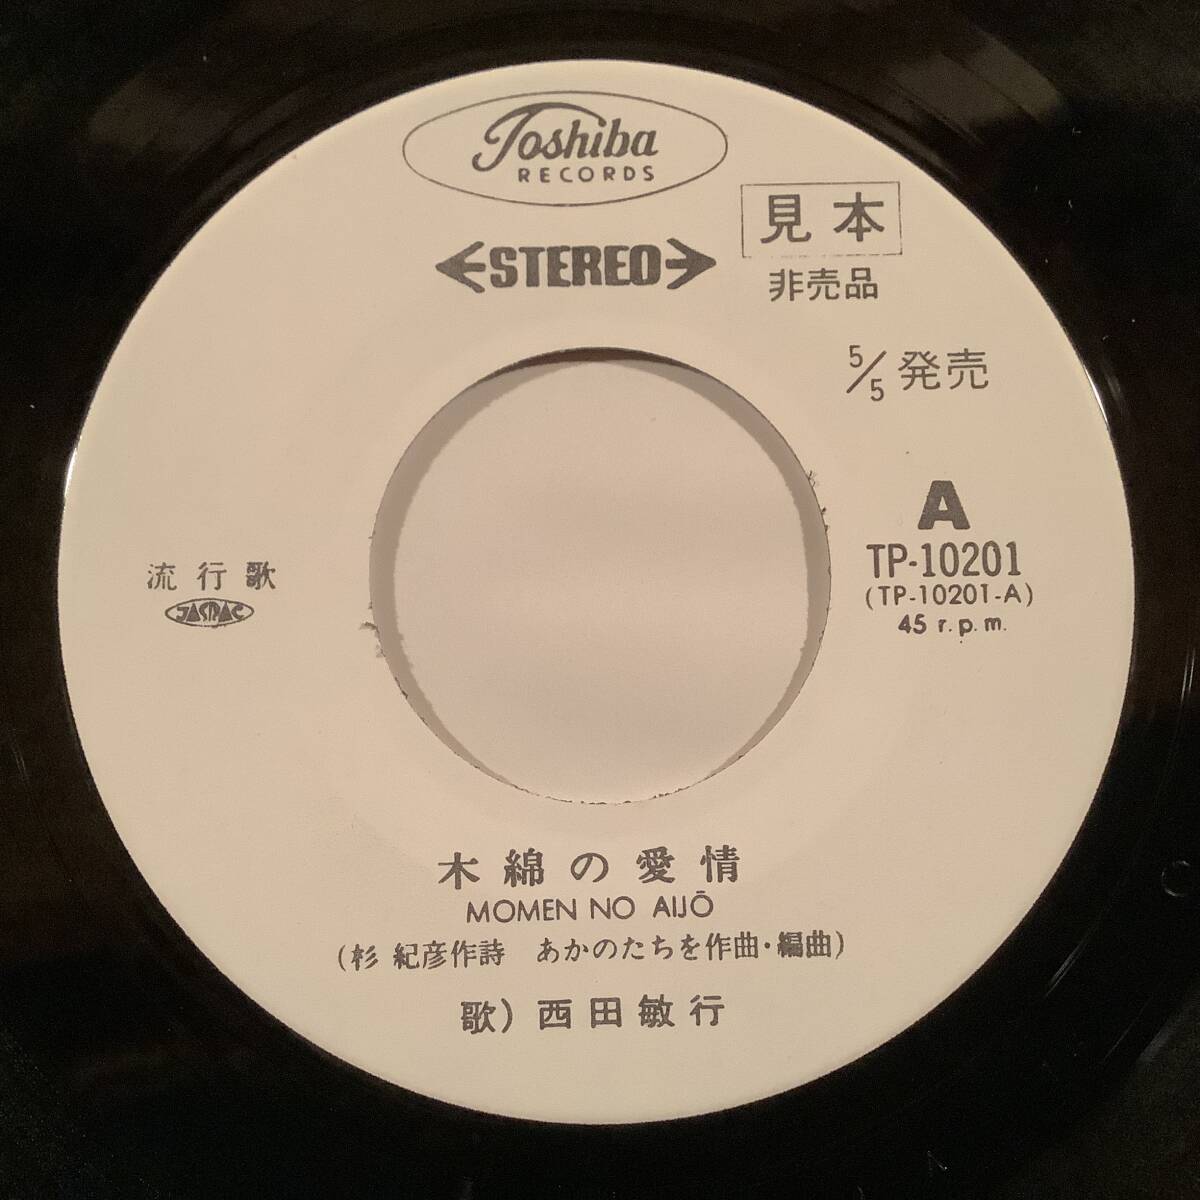 Toshiba
RECORDS
STEREO
見本
非売品
5/5 発売
A
TP-10201
(TP-10201-A)
45 r.p.m.
流行歌
JASRAC
木綿の愛情
MOMEN NO AIJŌ
(杉 紀彦作詩 あかのたちを作曲・編曲)
歌) 西田敏行